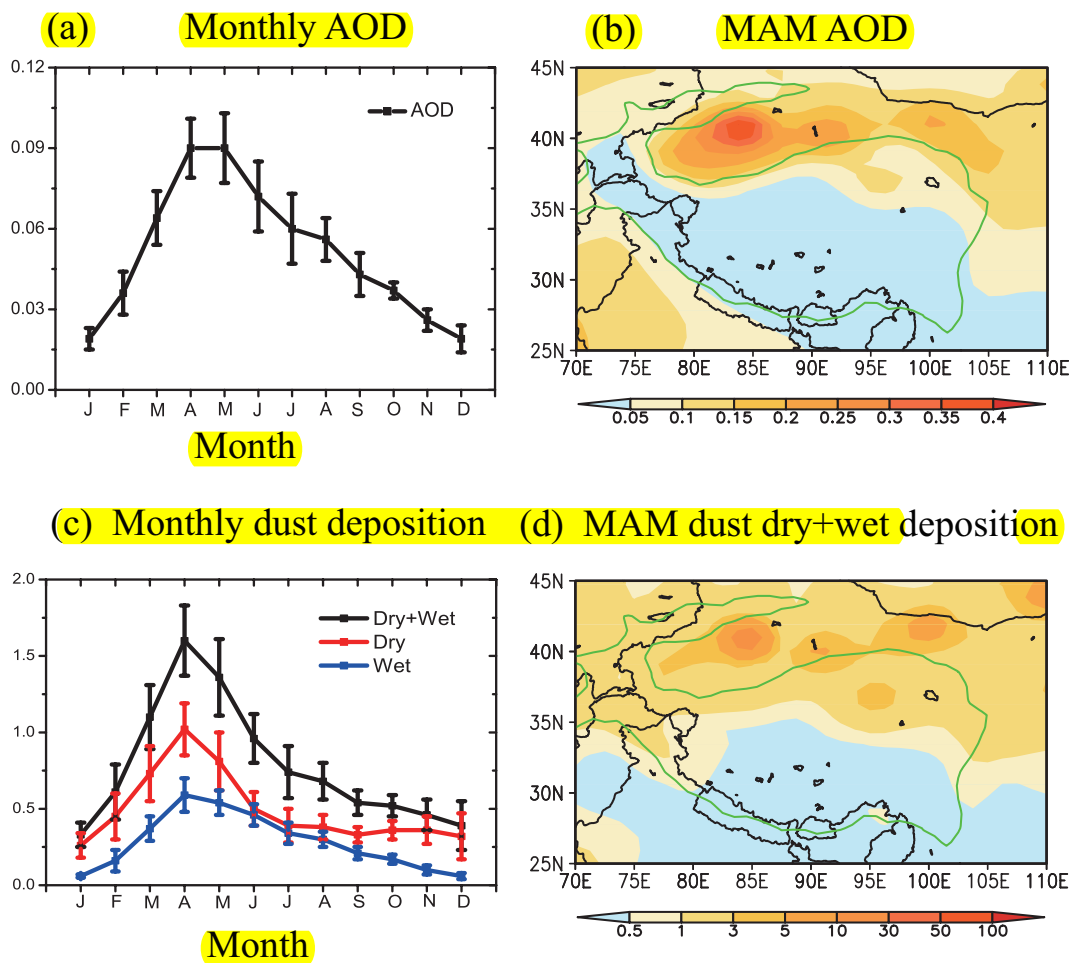 (a) Monthly AOD
(b) MAM AOD
0.12
0.09
0.06
0.03
0.00
AOD
J F M A M J J A S O N D
Month
45N
40N
35N
30N
25N
70E 75E 80E 85E 90E 95E 100E 105E 110E
0.05 0.1 0.15 0.2 0.25 0.3 0.35 0.4
(c) Monthly dust deposition
(d) MAM dust dry+wet deposition
2.0
1.5
1.0
0.5
0.0
Dry+Wet
Dry
Wet
J F M A M J J A S O N D
Month
45N
40N
35N
30N
25N
70E 75E 80E 85E 90E 95E 100E 105E 110E
0.5 1 3 5 10 30 50 100